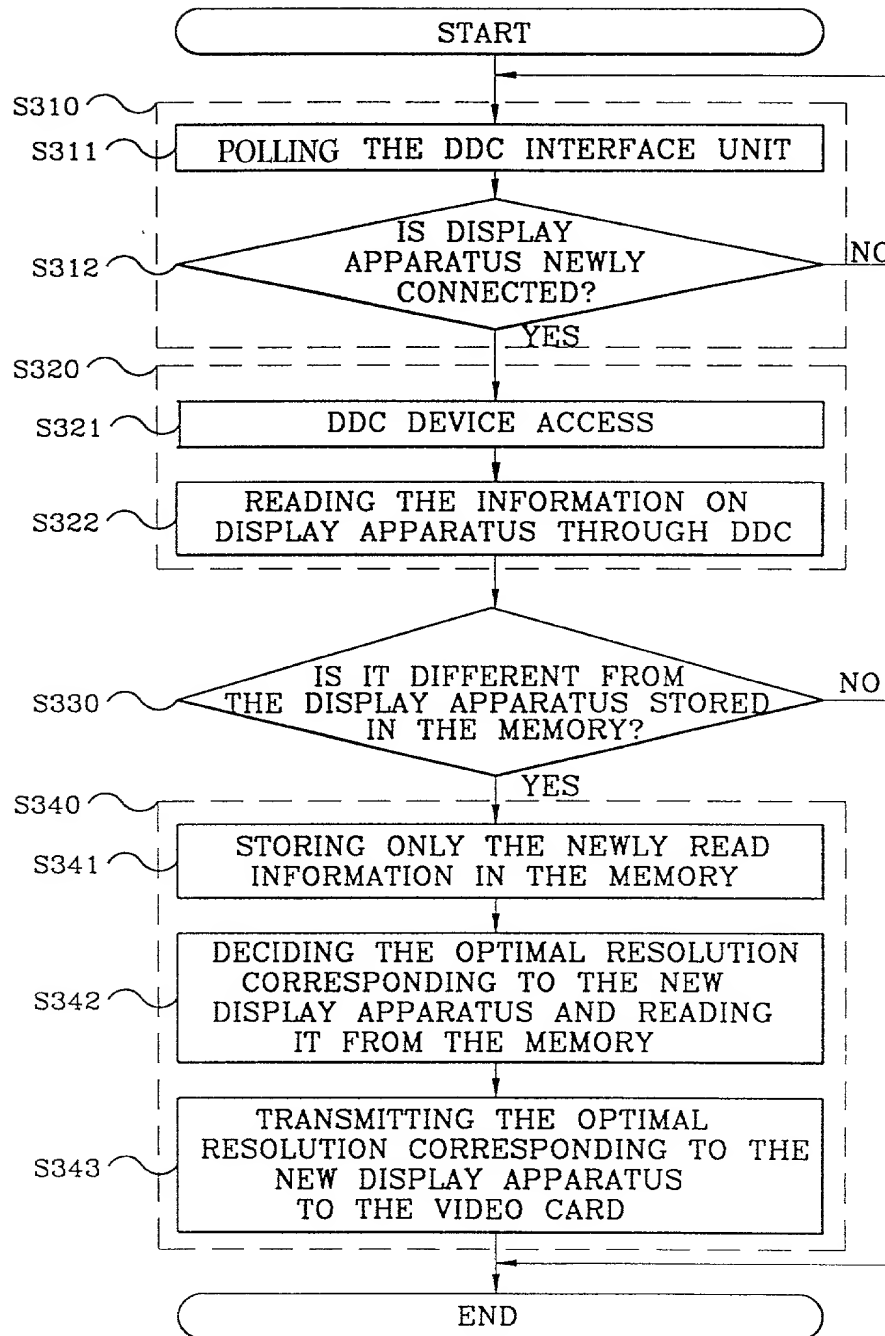 START
S310
S311
POLLING THE DDC INTERFACE UNIT
IS DISPLAY
APPARATUS NEWLY
CONNECTED?
S312
NO
YES
S320
S321
DDC DEVICE ACCESS
S322
READING THE INFORMATION ON
DISPLAY APPARATUS THROUGH DDC
IS IT DIFFERENT FROM
THE DISPLAY APPARATUS STORED
IN THE MEMORY?
S330
NO
YES
S340
S341
STORING ONLY THE NEWLY READ
INFORMATION IN THE MEMORY
S342
DECIDING THE OPTIMAL RESOLUTION
CORRESPONDING TO THE NEW
DISPLAY APPARATUS AND READING
IT FROM THE MEMORY
S343
TRANSMITTING THE OPTIMAL
RESOLUTION CORRESPONDING TO THE
NEW DISPLAY APPARATUS
TO THE VIDEO CARD
END